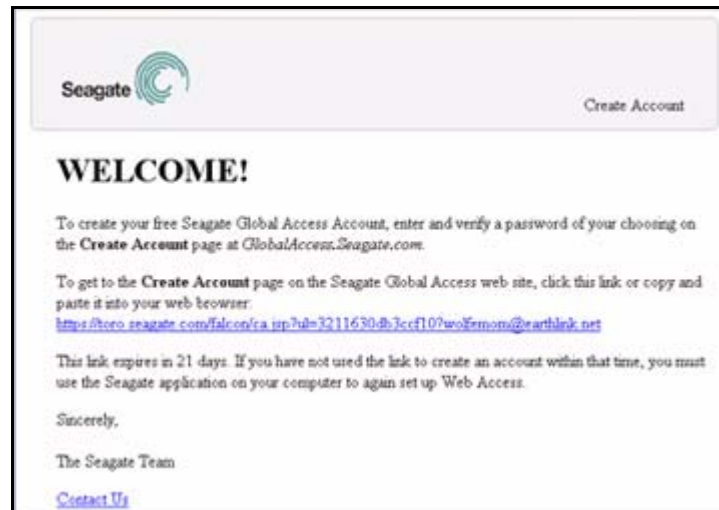 Seagate
Create Account
WELCOME!
To create your free Seagate Global Access Account, enter and verify a password of your choosing on
the Create Account page at GlobalAccess.Seagate.com.
To get to the Create Account page on the Seagate Global Access web site, click this link or copy and
paste it into your web browser:
https://toro.seagate.com/falcon/ca.jsp?ul=3211630db3ccf10?wolfemom@earthlink.net
This link expires in 21 days. If you have not used the link to create an account within that time, you must
use the Seagate application on your computer to again set up Web Access.
Sincerely,
The Seagate Team
Contact Us